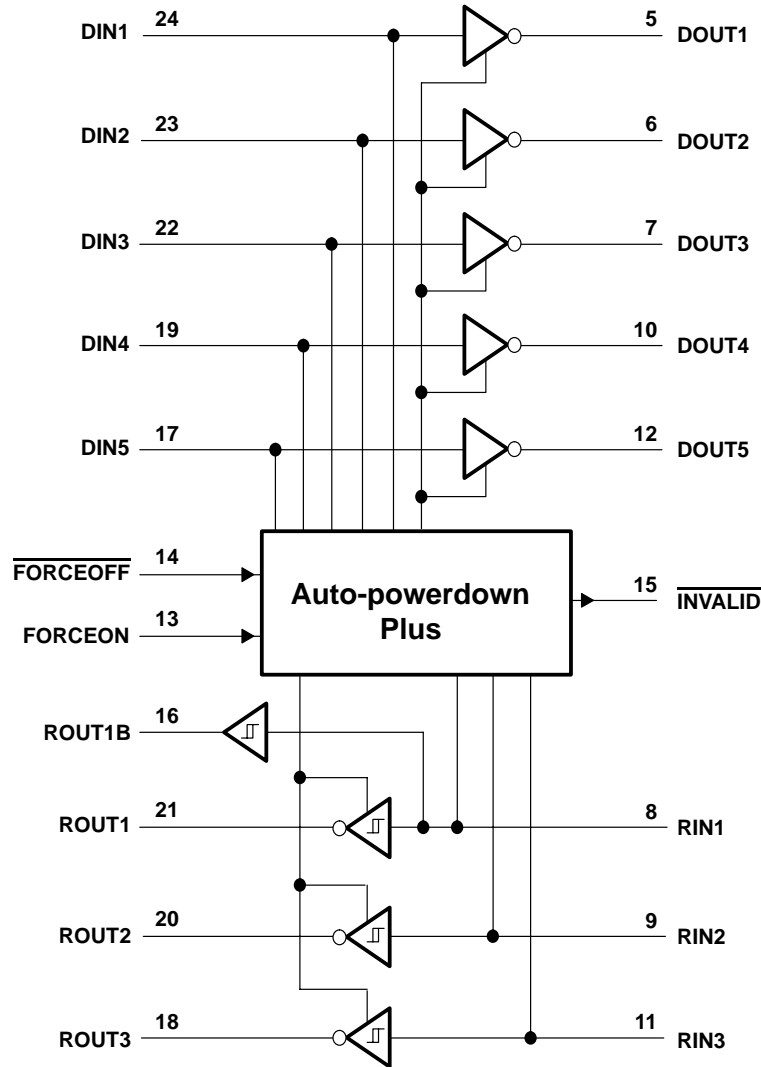 DIN1 24 5 DOUT1
DIN2 23 6 DOUT2
DIN3 22 7 DOUT3
DIN4 19 10 DOUT4
DIN5 17 12 DOUT5
FORCEOFF 14
Auto-powerdown
Plus
15 INVALID
FORCEON 13
ROUT1B 16
ROUT1 21 8 RIN1
ROUT2 20 9 RIN2
ROUT3 18 11 RIN3